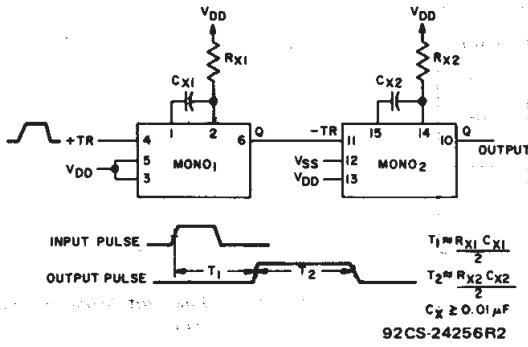 VDD VDD
RX1 RX2
CX1 CX2
1 2 15 14
+TR 4 6 Q -TR 11 10 Q OUTPUT
5 MONO1 VSS 12 MONO2
VDD 3 VDD 13
INPUT PULSE
T1 T2
OUTPUT PULSE
T1 ≈ RX1 CX1
2
T2 ≈ RX2 CX2
2
CX ≥ 0.01 μF
92CS-24256R2